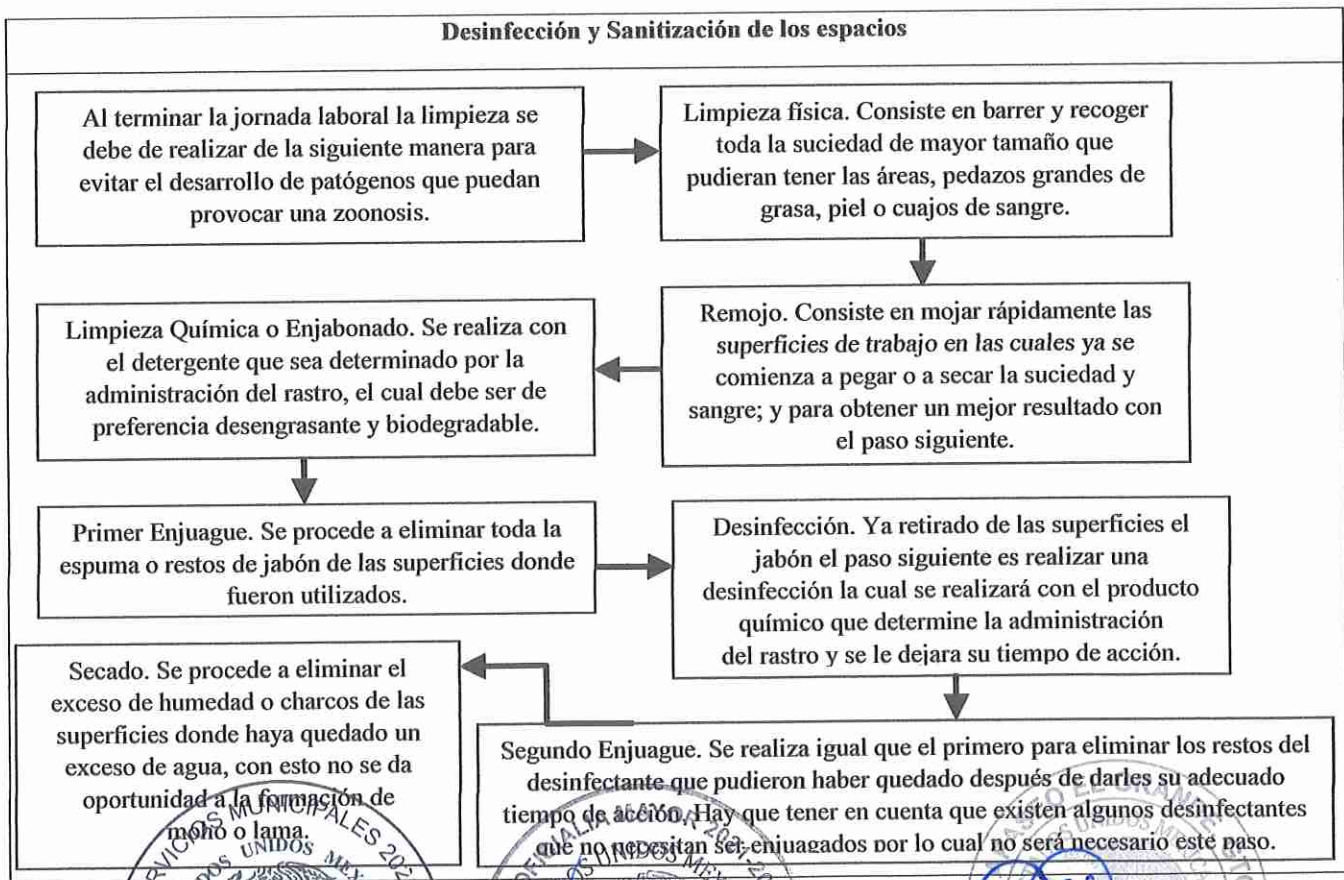 Desinfección y Sanitización de los espacios
Al terminar la jornada laboral la limpieza se
debe de realizar de la siguiente manera para
evitar el desarrollo de patógenos que puedan
provocar una zoonosis.
Limpieza física. Consiste en barrer y recoger
toda la suciedad de mayor tamaño que
pudieran tener las áreas, pedazos grandes de
grasa, piel o cuajos de sangre.
Remojo. Consiste en mojar rápidamente las
superficies de trabajo en las cuales ya se
comienza a pegar o a secar la suciedad y
sangre; y para obtener un mejor resultado con
el paso siguiente.
Limpieza Química o Enjabonado. Se realiza con
el detergente que sea determinado por la
administración del rastro, el cual debe ser de
preferencia desengrasante y biodegradable.
Primer Enjuague. Se procede a eliminar toda la
espuma o restos de jabón de las superficies donde
fueron utilizados.
Desinfección. Ya retirado de las superficies el
jabón el paso siguiente es realizar una
desinfección la cual se realizará con el producto
químico que determine la administración
del rastro y se le dejara su tiempo de acción.
Segundo Enjuague. Se realiza igual que el primero para eliminar los restos del
desinfectante que pudieron haber quedado después de darles su adecuado
tiempo de acción. Hay que tener en cuenta que existen algunos desinfectantes
que no necesitan ser enjuagados por lo cual no será necesario este paso.
Secado. Se procede a eliminar el
exceso de humedad o charcos de las
superficies donde haya quedado un
exceso de agua, con esto no se da
oportunidad a la formación de
moho o lama.
MUNICIPALES
UNIDOS
OFICIALIA MAYOR 2021-
UNIDOS
EL GRANDE, GTO
UNIDOS